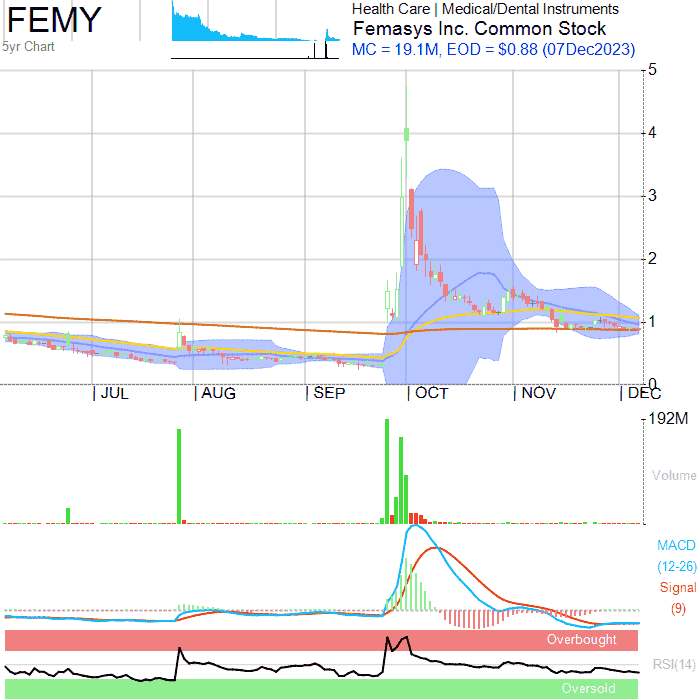 FEMY
5yr Chart
Health Care | Medical/Dental Instruments
Femasys Inc. Common Stock
MC = 19.1M, EOD = $0.88 (07Dec2023)
5
4
3
2
1
0
JUL AUG SEP OCT NOV DEC
192M
Volume
MACD
(12-26)
Signal
(9)
Overbought
RSI(14)
Oversold